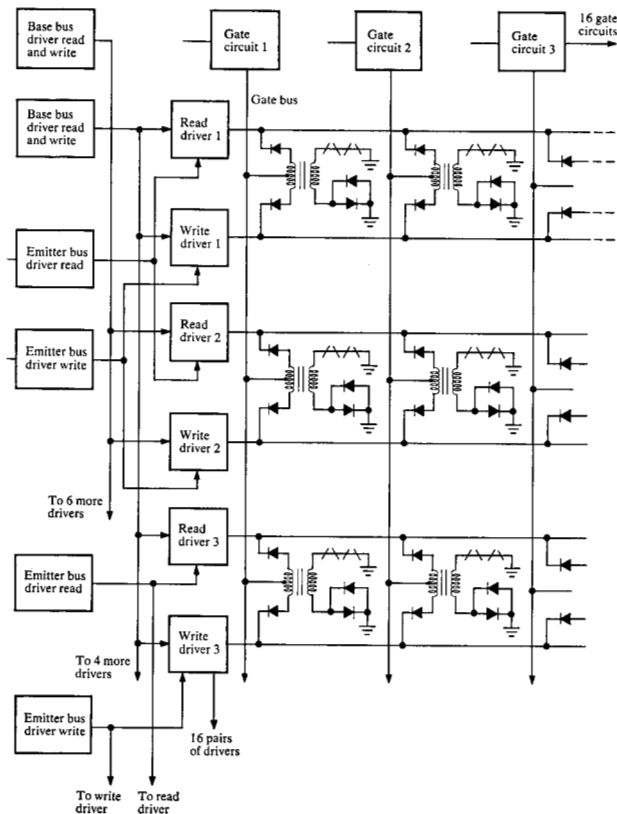 Base bus
driver read
and write
Gate
circuit 1
Gate
circuit 2
Gate
circuit 3
16 gate
circuits
Gate bus
Base bus
driver read
and write
Read
driver 1
Write
driver 1
Emitter bus
driver read
Read
driver 2
Emitter bus
driver write
Write
driver 2
To 6 more
drivers
Read
driver 3
Emitter bus
driver read
Write
driver 3
To 4 more
drivers
Emitter bus
driver write
16 pairs
of drivers
To write
driver
To read
driver